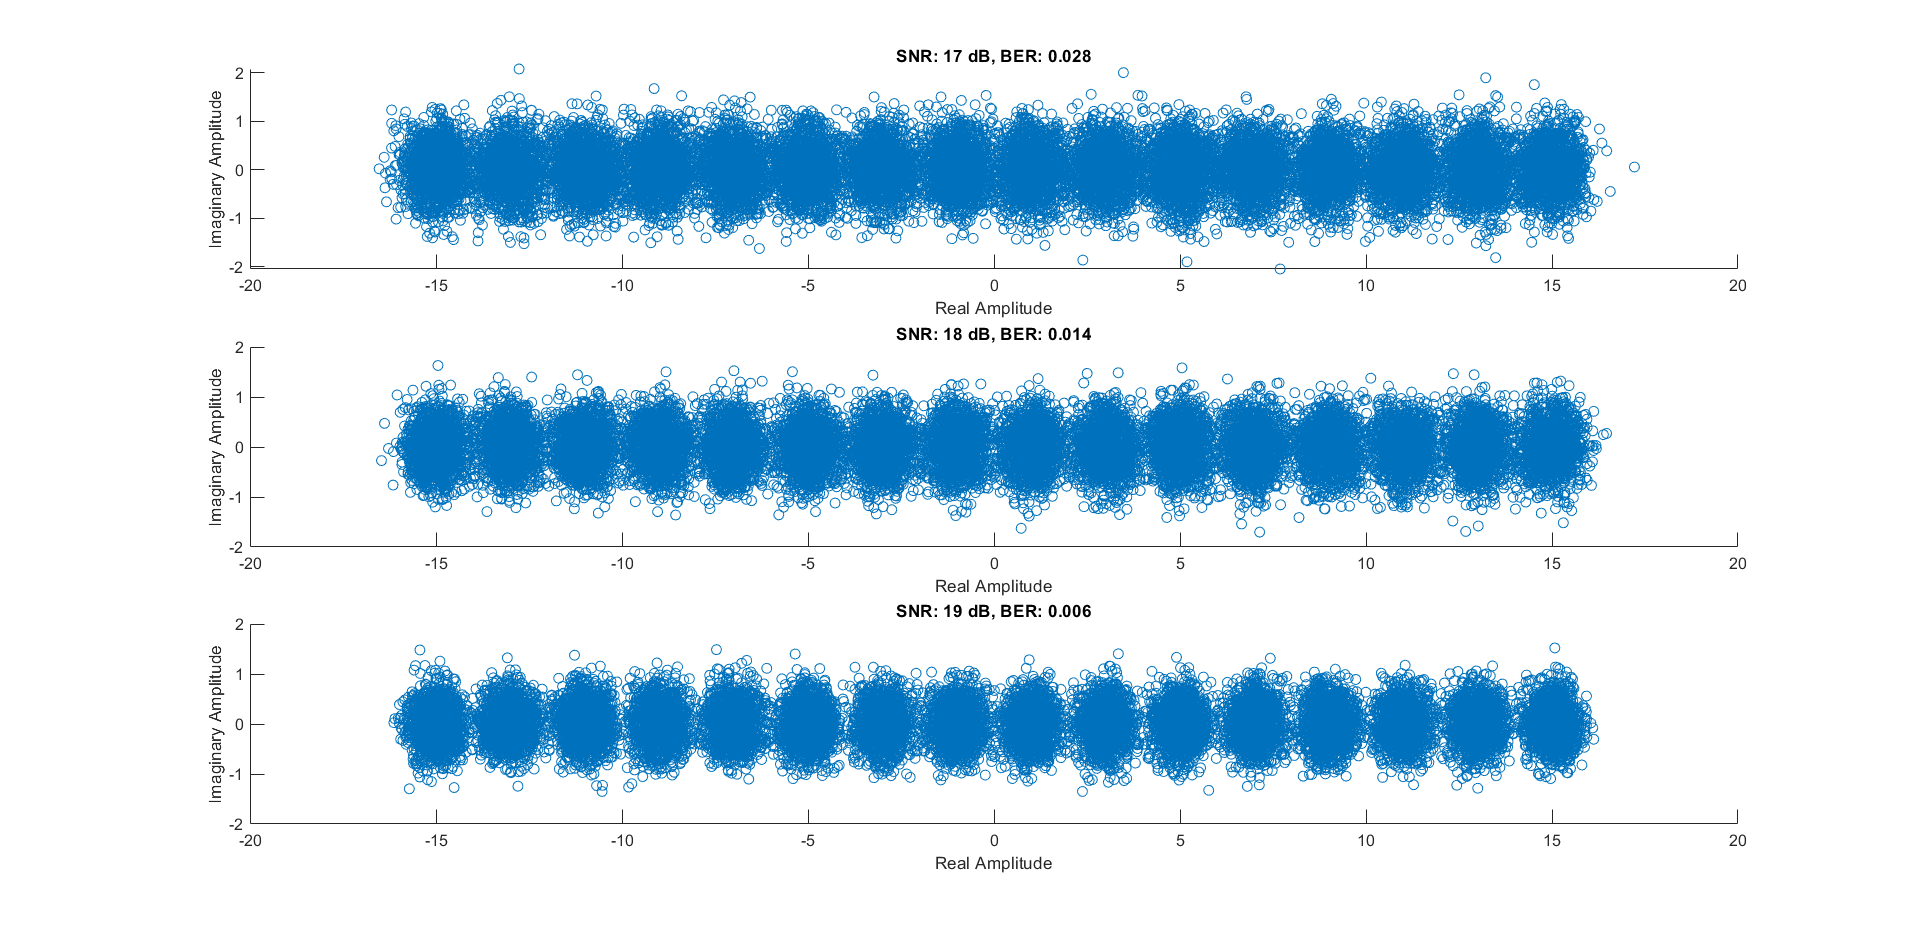 SNR: 17 dB, BER: 0.028
2
1
0
-1
-2
Imaginary Amplitude
-20 -15 -10 -5 0 5 10 15 20
Real Amplitude
SNR: 18 dB, BER: 0.014
2
1
0
-1
-2
Imaginary Amplitude
-20 -15 -10 -5 0 5 10 15 20
Real Amplitude
SNR: 19 dB, BER: 0.006
2
1
0
-1
-2
Imaginary Amplitude
-20 -15 -10 -5 0 5 10 15 20
Real Amplitude